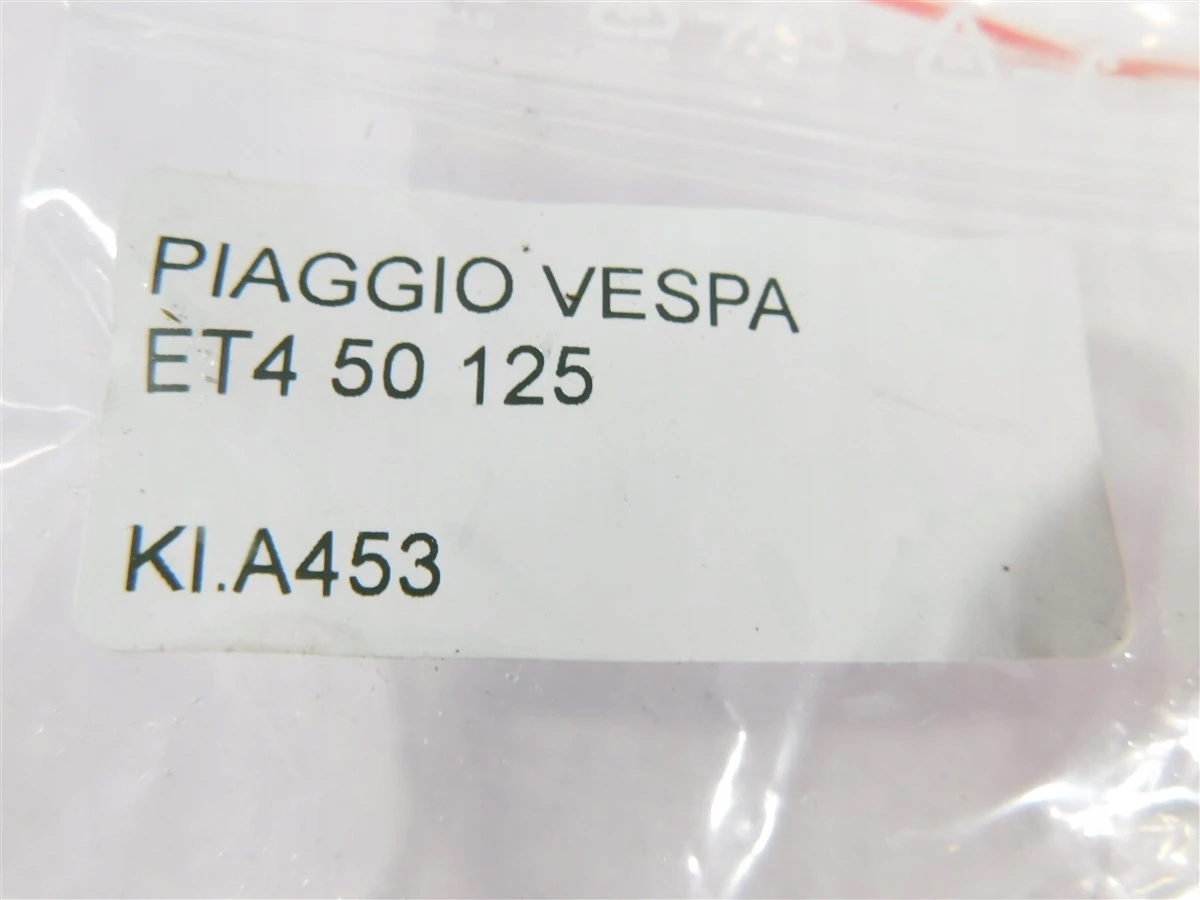 PIAGGIO VESPA
ET4 50 125
KI.A453